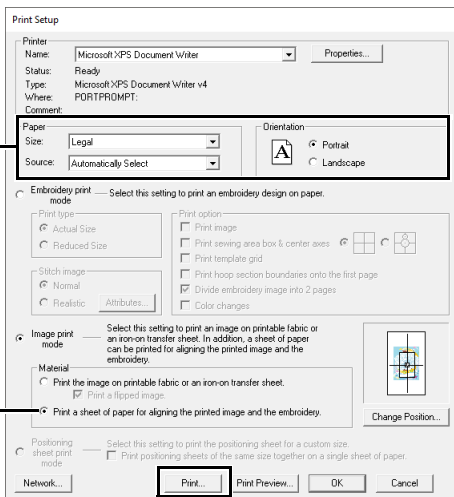 Print Setup
Printer
Name: Microsoft XPS Document Writer Properties...
Status: Ready
Type: Microsoft XPS Document Writer v4
Where: PORTPROMPT:
Comment:
Paper
Size: Legal
Source: Automatically Select
Orientation
A
Portrait
Landscape
Embroidery print mode
Select this setting to print an embroidery design on paper.
Print type
Actual Size
Reduced Size
Stitch image
Normal
Realistic Attributes...
Print option
Print image
Print sewing area box & center axes
Print template grid
Print hoop section boundaries onto the first page
Divide embroidery image into 2 pages
Color changes
Image print
mode
Select this setting to print an image on printable fabric or
an iron-on transfer sheet. In addition, a sheet of paper
can be printed for aligning the printed image and the
embroidery.
Material
Print the image on printable fabric or an iron-on transfer sheet.
Print a flipped image.
Print a sheet of paper for aligning the printed image and the embroidery.
Change Position...
Positioning
sheet print
mode
Select this setting to print the positioning sheet for a custom size.
Print positioning sheets of the same size together on a single sheet of paper.
Network... Print... Print Preview... OK Cancel